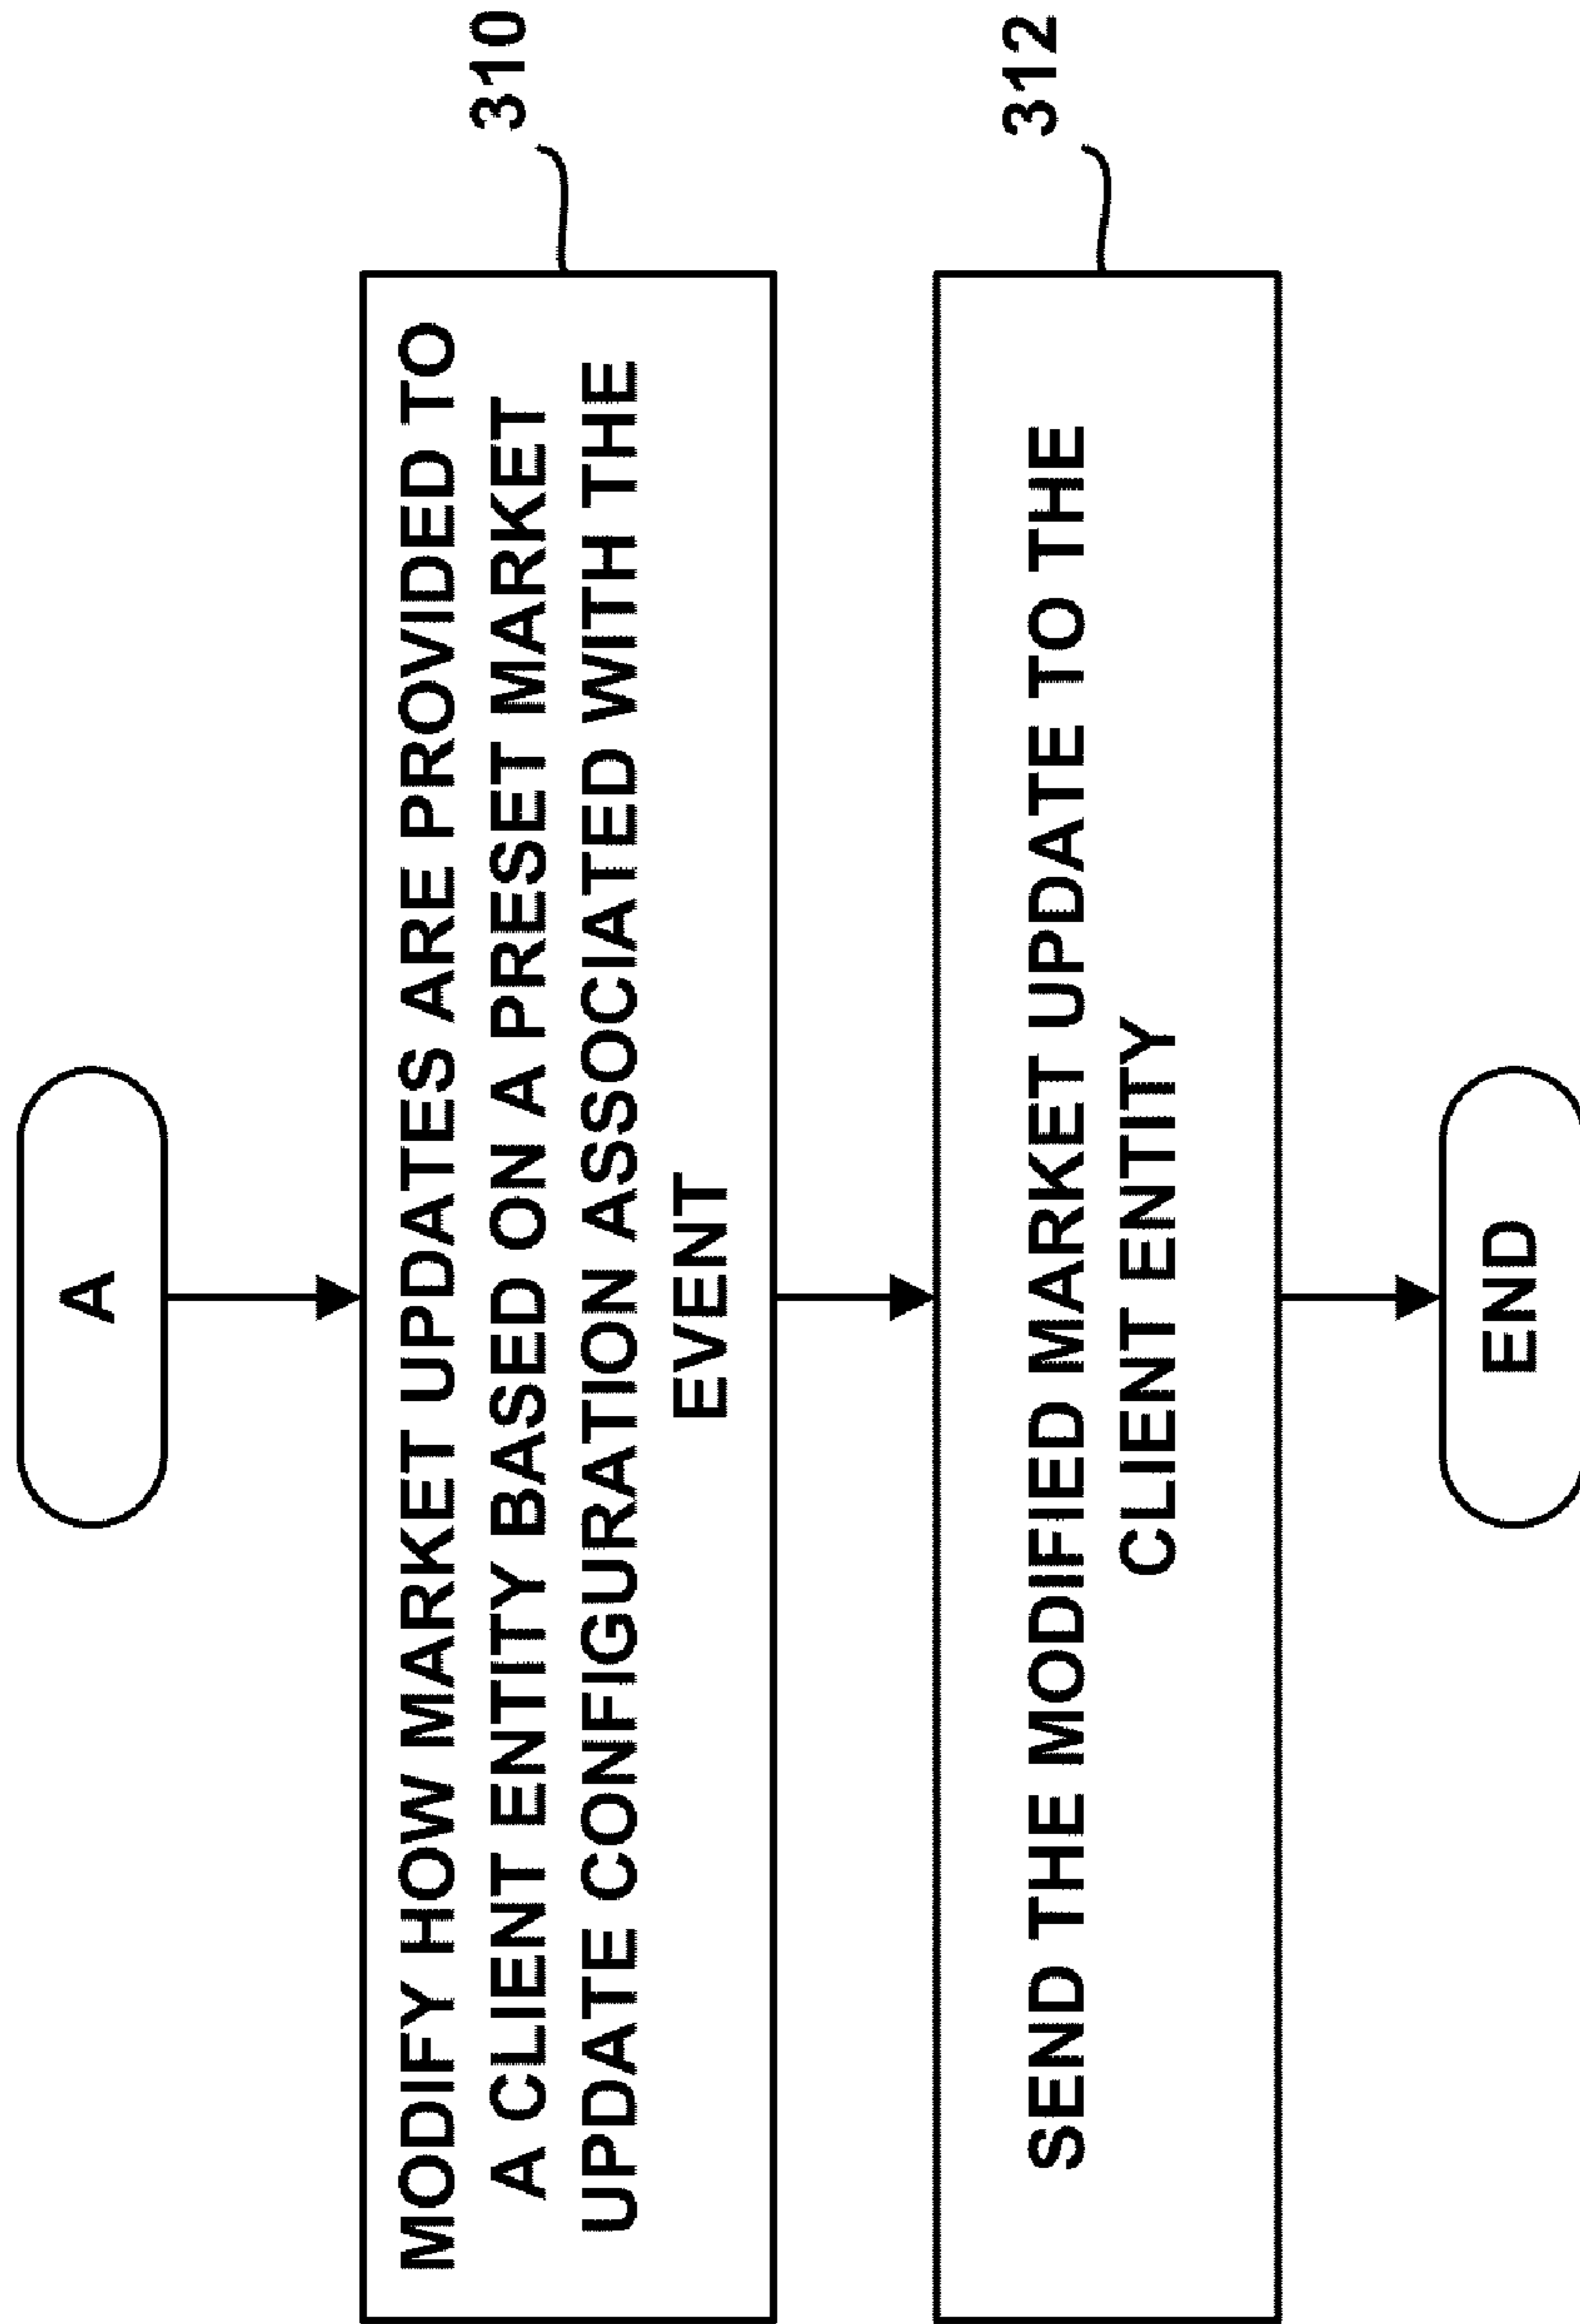 A
310
MODIFY HOW MARKET UPDATES ARE PROVIDED TO
A CLIENT ENTITY BASED ON A PRESET MARKET
UPDATE CONFIGURATION ASSOCIATED WITH THE
EVENT
312
SEND THE MODIFIED MARKET UPDATE TO THE
CLIENT ENTITY
END